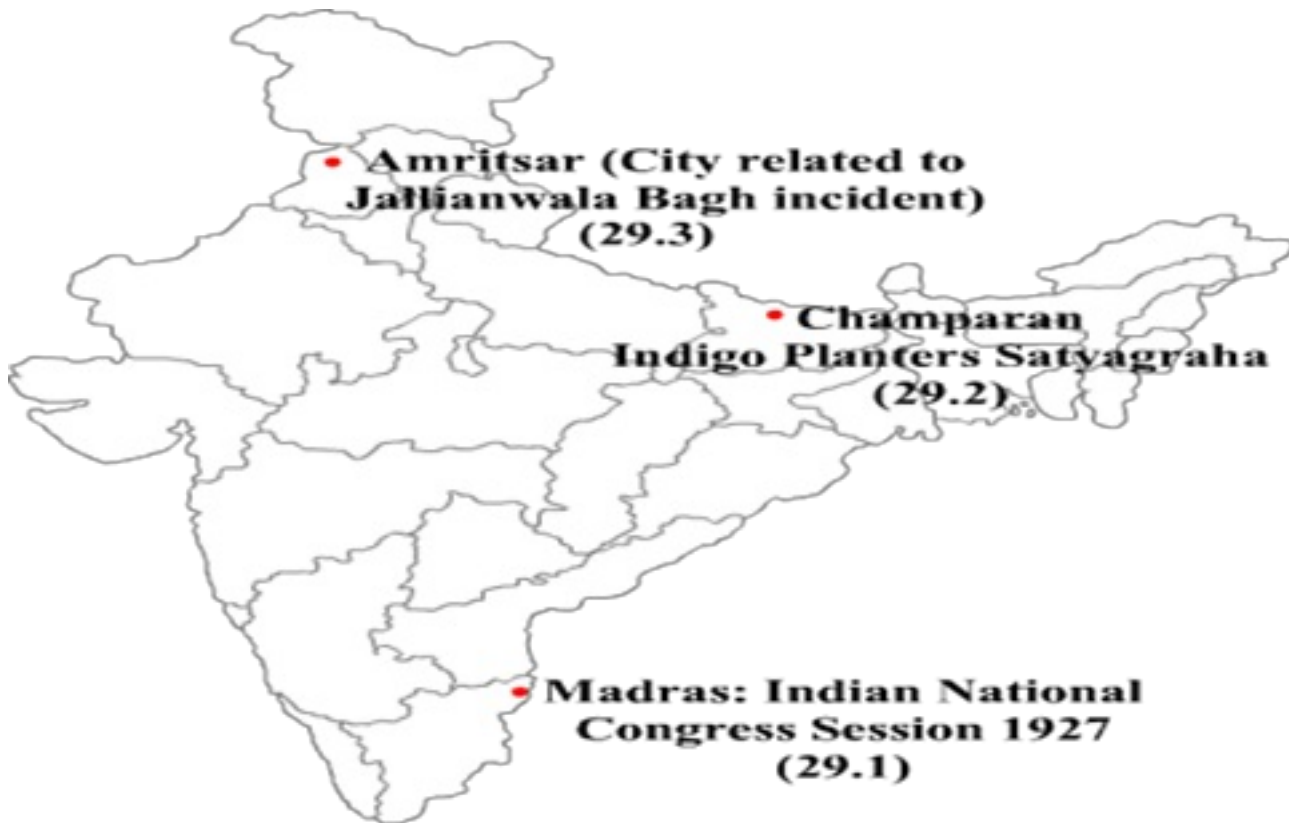 Amritsar (City related to
Jallianwala Bagh incident)
(29.3)
Champaran
Indigo Planters Satyagraha
(29.2)
Madras: Indian National
Congress Session 1927
(29.1)